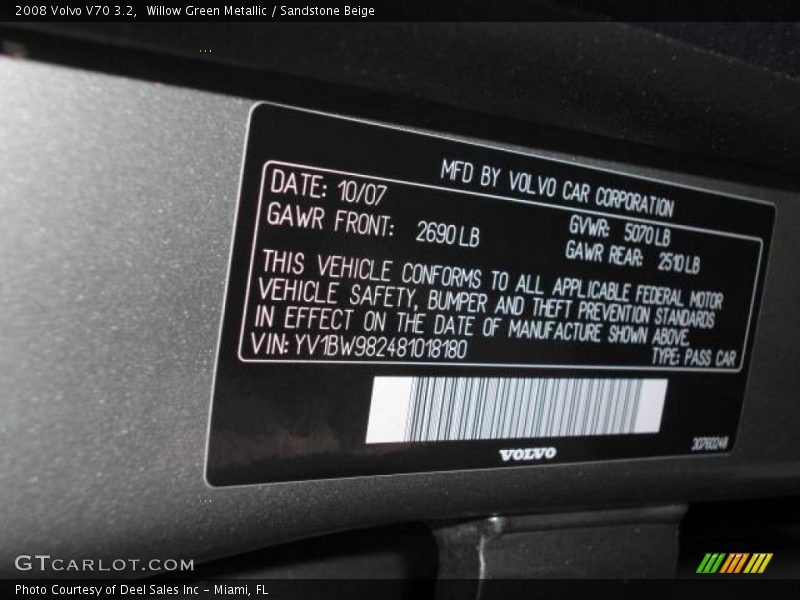 2008 Volvo V70 3.2, Willow Green Metallic / Sandstone Beige
MFD BY VOLVO CAR CORPORATION
DATE: 10/07
GVWR: 5070 LB
GAWR FRONT: 2690 LB
GAWR REAR: 2510 LB
THIS VEHICLE CONFORMS TO ALL APPLICABLE FEDERAL MOTOR
VEHICLE SAFETY, BUMPER AND THEFT PREVENTION STANDARDS
IN EFFECT ON THE DATE OF MANUFACTURE SHOWN ABOVE.
VIN: YV1BW982481018180
TYPE: PASS CAR
VOLVO
30760248
GTCARLOT.COM
Photo Courtesy of Deel Sales Inc - Miami, FL